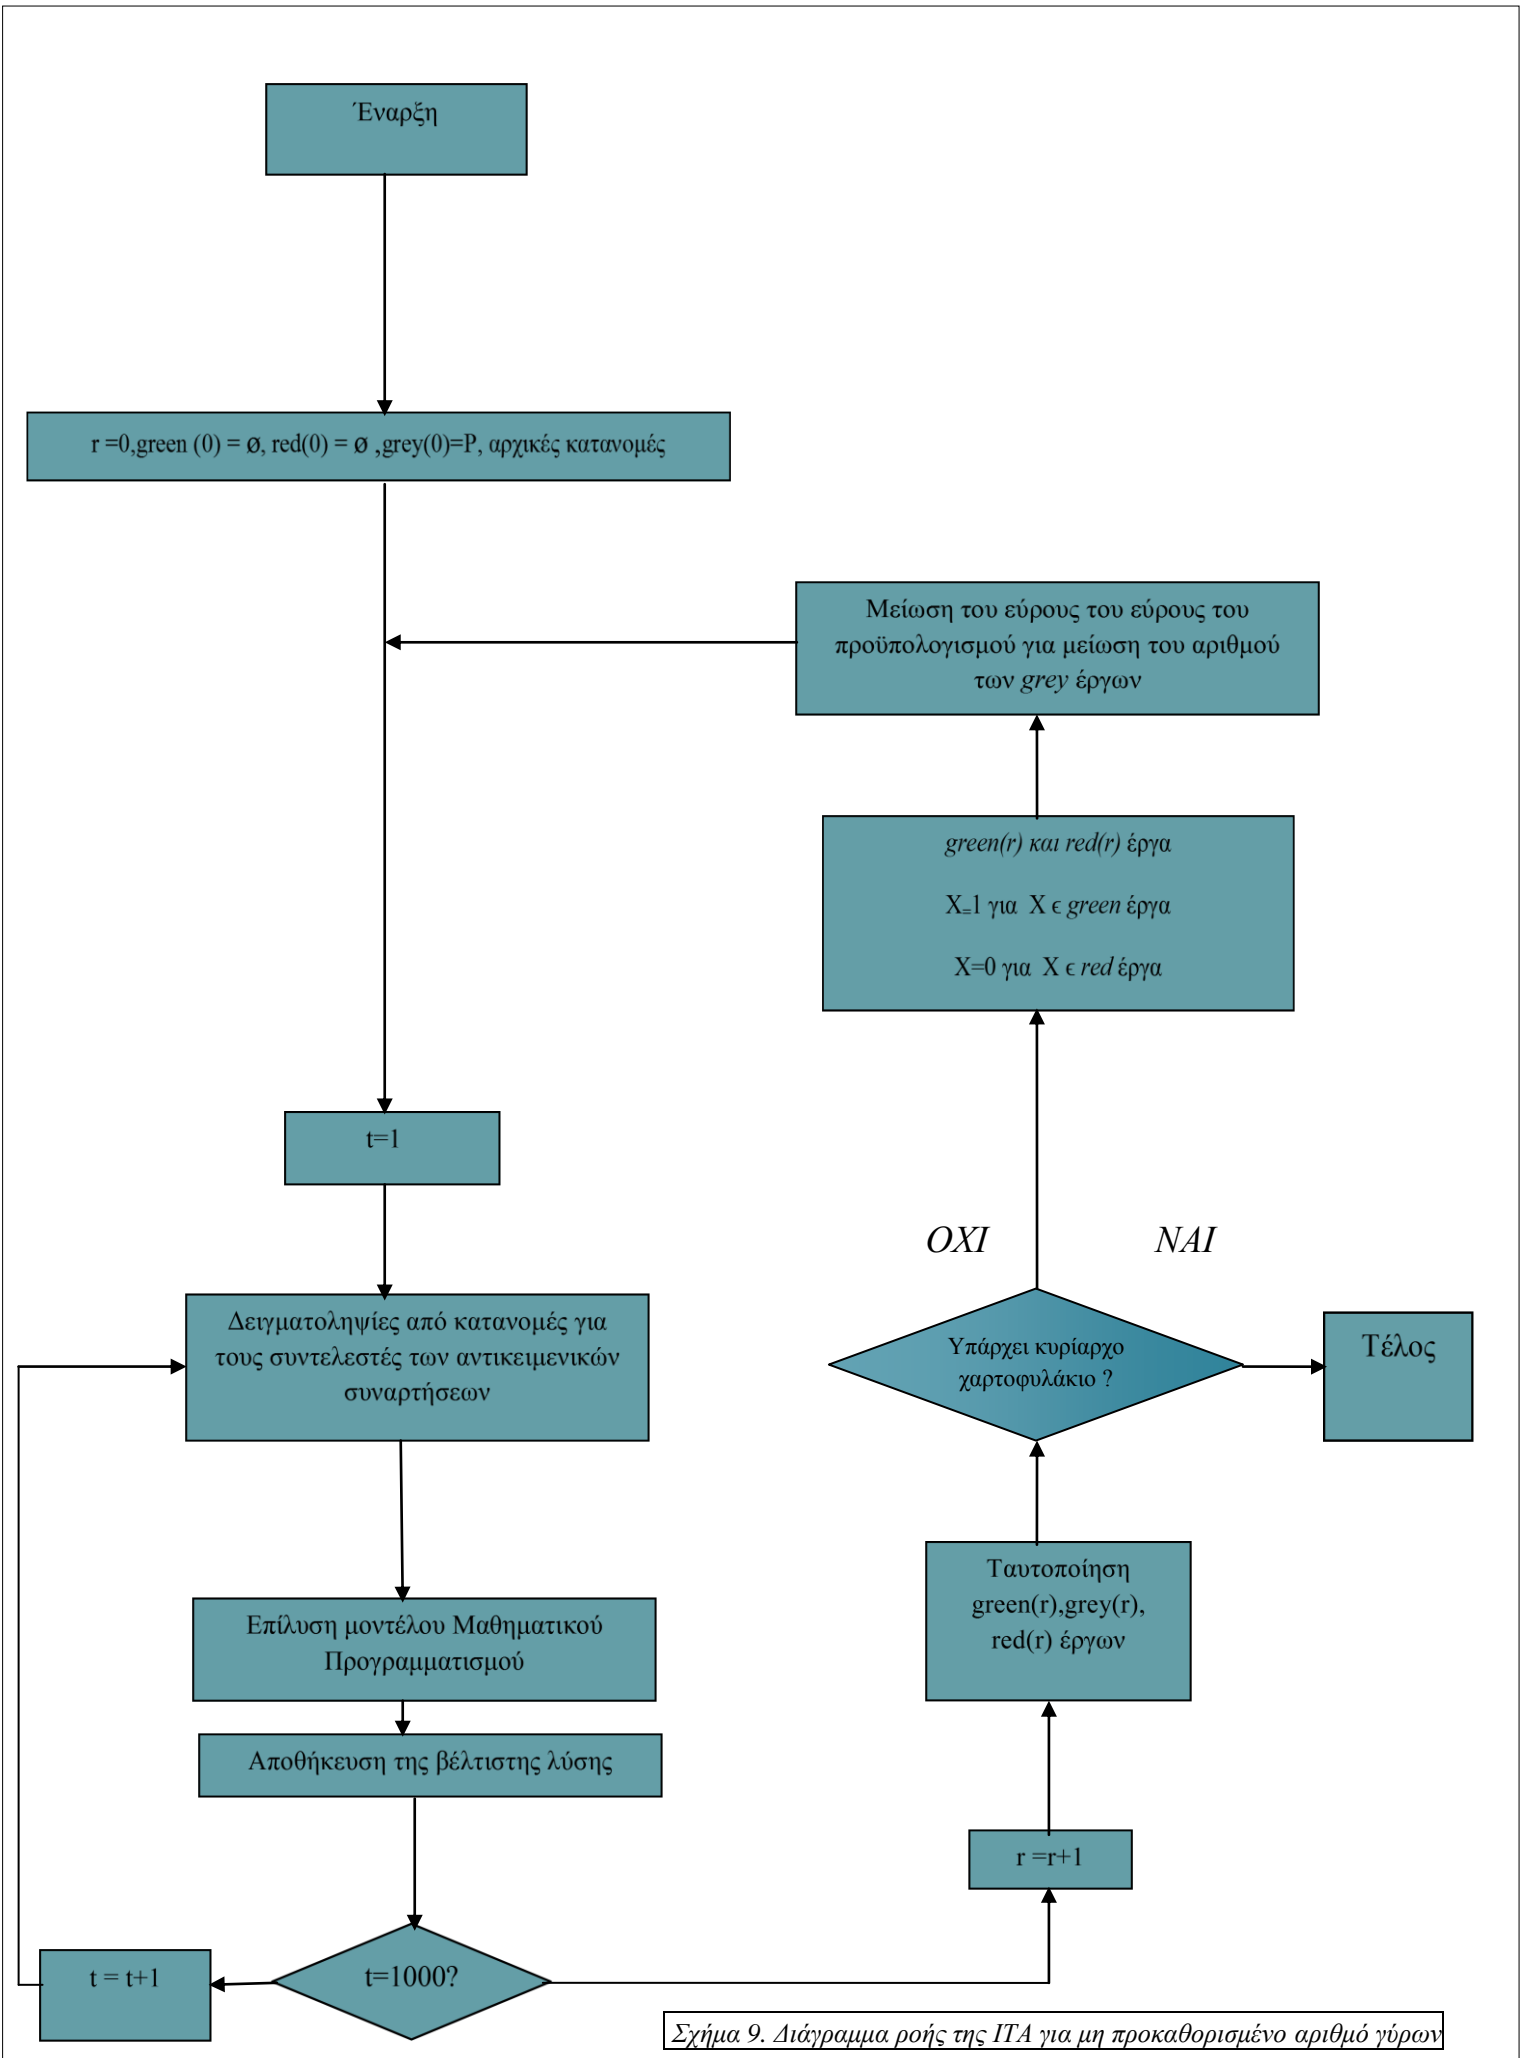 Έναρξη
r =0,green (0) = ø, red(0) = ø ,grey(0)=P, αρχικές κατανομές
Μείωση του εύρους του εύρους του
προϋπολογισμού για μείωση του αριθμού
των grey έργων
green(r) και red(r) έργα
X=1 για X ϵ green έργα
X=0 για X ϵ red έργα
t=1
ΟΧΙ
ΝΑΙ
Δειγματοληψίες από κατανομές για
τους συντελεστές των αντικειμενικών
συναρτήσεων
Υπάρχει κυρίαρχο
χαρτοφυλάκιο ?
Τέλος
Ταυτοποίηση
green(r),grey(r),
red(r) έργων
Επίλυση μοντέλου Μαθηματικού
Προγραμματισμού
Αποθήκευση της βέλτιστης λύσης
r =r+1
t = t+1
t=1000?
Σχήμα 9. Διάγραμμα ροής της ΙΤΑ για μη προκαθορισμένο αριθμό γύρων